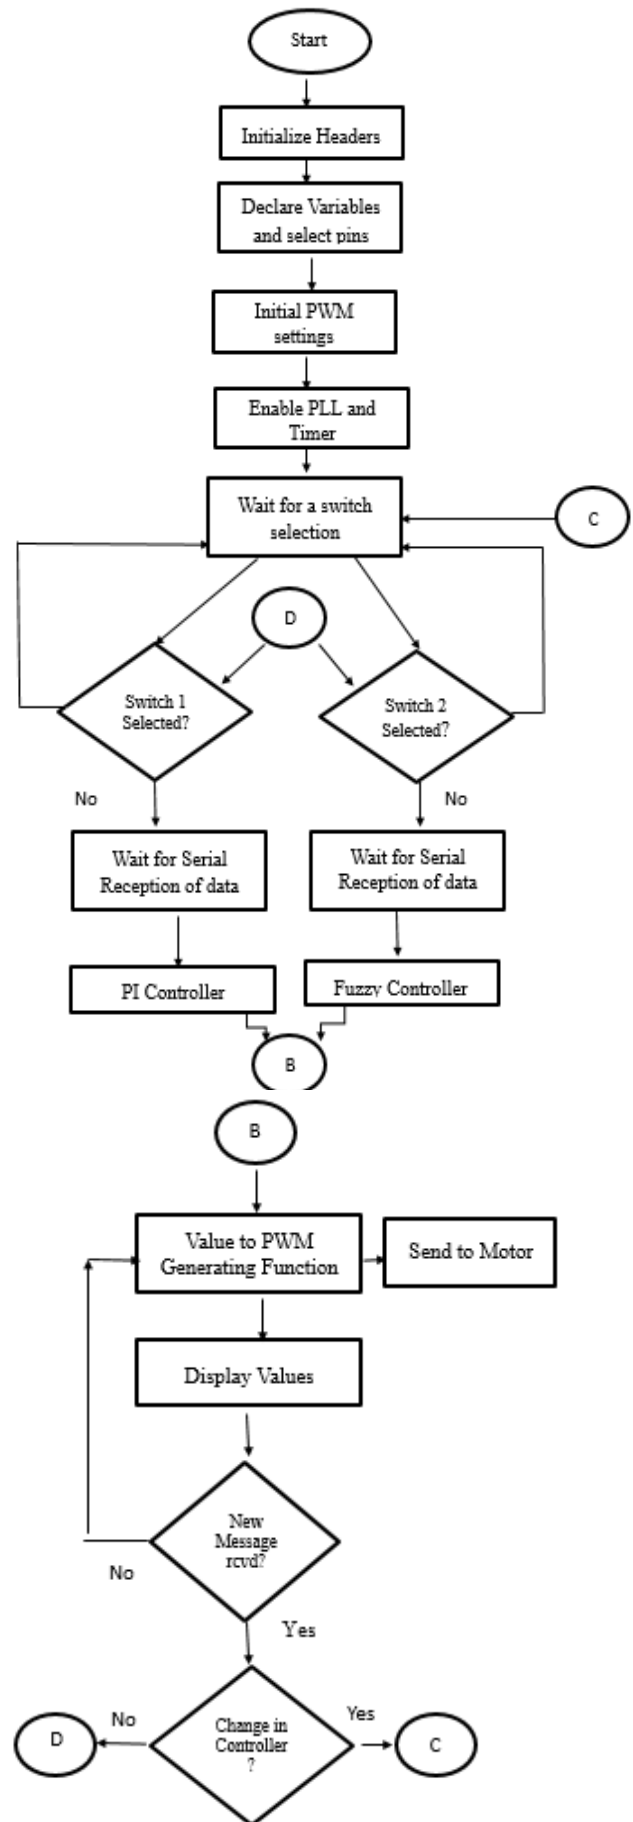 Start
Initialize Headers
Declare Variables
and select pins
Initial PWM
settings
Enable PLL and
Timer
Wait for a switch
selection
C
D
Switch 1
Selected?
Switch 2
Selected?
No
No
Wait for Serial
Reception of data
Wait for Serial
Reception of data
PI Controller
Fuzzy Controller
B
B
Value to PWM
Generating Function
Send to Motor
Display Values
New
Message
rcvd?
No
Yes
Change in
Controller
?
No
Yes
D
C